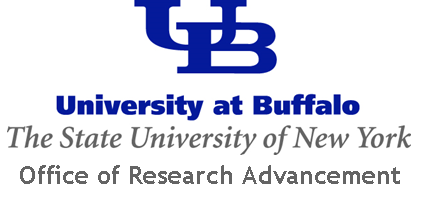 UB
University at Buffalo
The State University of New York
Office of Research Advancement